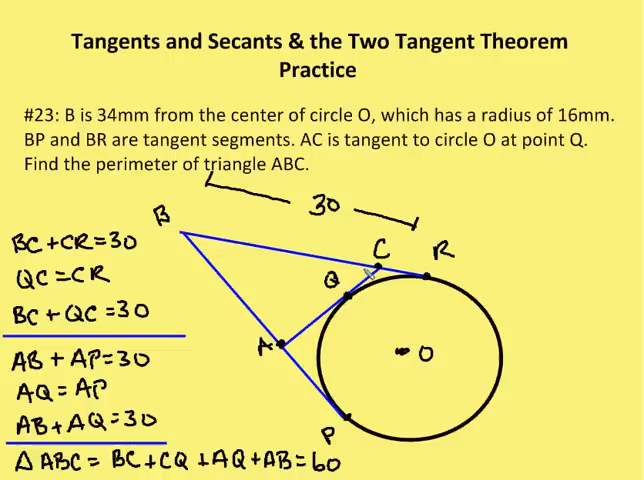 Tangents and Secants & the Two Tangent Theorem
Practice
#23: B is 34mm from the center of circle O, which has a radius of 16mm.
BP and BR are tangent segments. AC is tangent to circle O at point Q.
Find the perimeter of triangle ABC.
30
B
C
R
Q
A
O
P
BC + CR = 30
QC = CR
BC + QC = 30
AB + AP = 30
AQ = AP
AB + AQ = 30
Δ ABC = BC + CQ + AQ + AB = 60